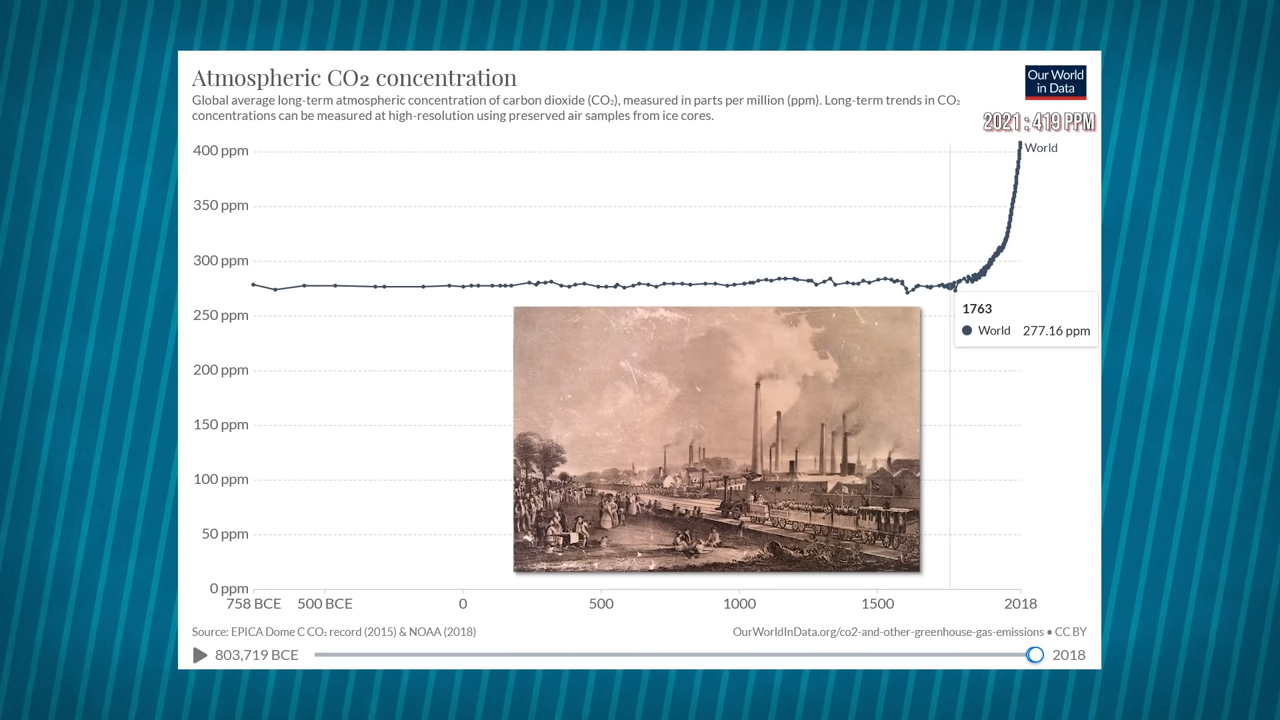 Atmospheric CO₂ concentration
Global average long-term atmospheric concentration of carbon dioxide (CO₂), measured in parts per million (ppm). Long-term trends in CO₂
concentrations can be measured at high-resolution using preserved air samples from ice cores.
Our World
in Data
2021 : 419 PPM
World
400 ppm
350 ppm
300 ppm
250 ppm
200 ppm
150 ppm
100 ppm
50 ppm
0 ppm
1763
World 277.16 ppm
758 BCE 500 BCE 0 500 1000 1500 2018
Source: EPICA Dome C CO₂ record (2015) & NOAA (2018)
OurWorldInData.org/co2-and-other-greenhouse-gas-emissions • CC BY
803,719 BCE 2018